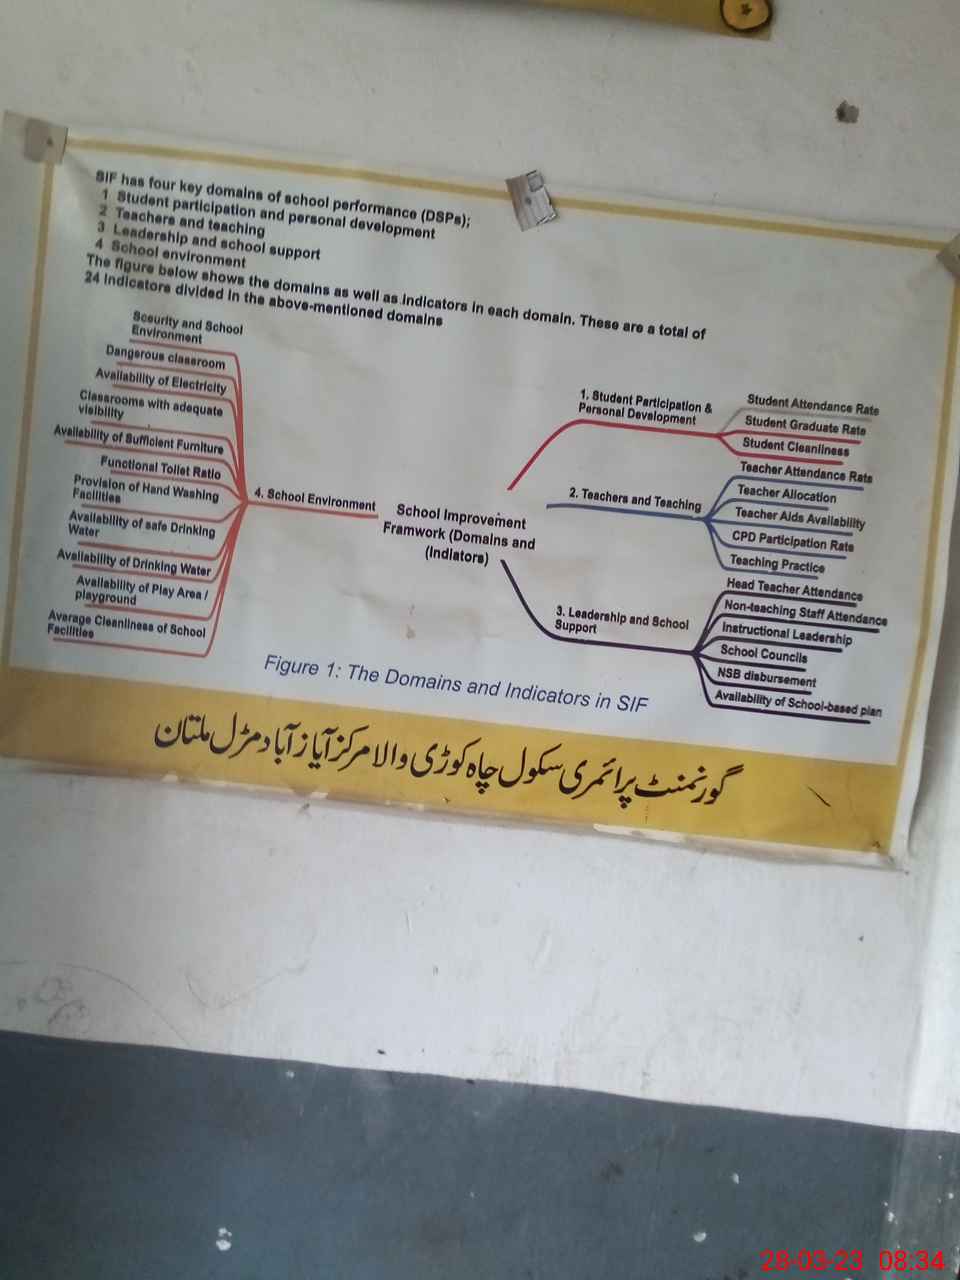 SIF has four key domains of school performance (DSPs);
1 Student participation and personal development
2 Teachers and teaching
3 Leadership and school support
4 School environment
The figure below shows the domains as well as indicators in each domain. These are a total of
24 Indicators divided in the above-mentioned domains
Sceurity and School
Environment
Dangerous classroom
Availability of Electricity
Classrooms with adequate
visibility
Availability of Sufficient Furniture
Functional Toilet Ratio
Provision of Hand Washing
Facilities
Availability of safe Drinking
Water
Availability of Drinking Water
Availability of Play Area /
playground
Average Cleanliness of School
Facilities
4. School Environment
School Improvement
Framwork (Domains and
(Indiators)
1. Student Participation &
Personal Development
Student Attendance Rate
Student Graduate Rate
Student Cleanliness
2. Teachers and Teaching
Teacher Attendance Rate
Teacher Allocation
Teacher Aids Availability
CPD Participation Rate
Teaching Practice
3. Leadership and School
Support
Head Teacher Attendance
Non-teaching Staff Attendance
Instructional Leadership
School Councils
NSB disbursement
Availability of School-based plan
Figure 1: The Domains and Indicators in SIF
گورنمنٹ پرائمری سکول چاہ کوڑی والا مرکز آیاز آباد مڑل ملتان
28-03-23 08:34